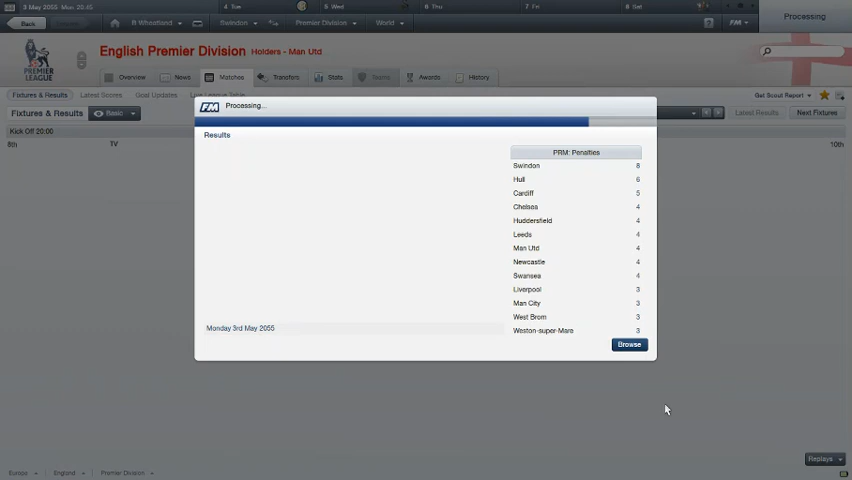 3 May 2055 Mon 20:45
4 Tue
5 Wed
6 Thu
7 Fri
8 Sat
Processing
Back
B Wheatland
Swindon
Premier Division
World
?
FM
English Premier Division Holders - Man Utd
PREMIER
LEAGUE
Overview
News
Matches
Transfers
Stats
Teams
Awards
History
Fixtures & Results
Latest Scores
Goal Updates
Live League Table
Get Scout Report
Fixtures & Results
Basic
Latest Results
Next Fixtures
Kick Off 20:00
8th
TV
10th
FM
Processing...
Results
PRM: Penalties
Swindon 8
Hull 6
Cardiff 5
Chelsea 4
Huddersfield 4
Leeds 4
Man Utd 4
Newcastle 4
Swansea 4
Liverpool 3
Man City 3
West Brom 3
Weston-super-Mare 3
Monday 3rd May 2055
Browse
Replays
Europe
England
Premier Division